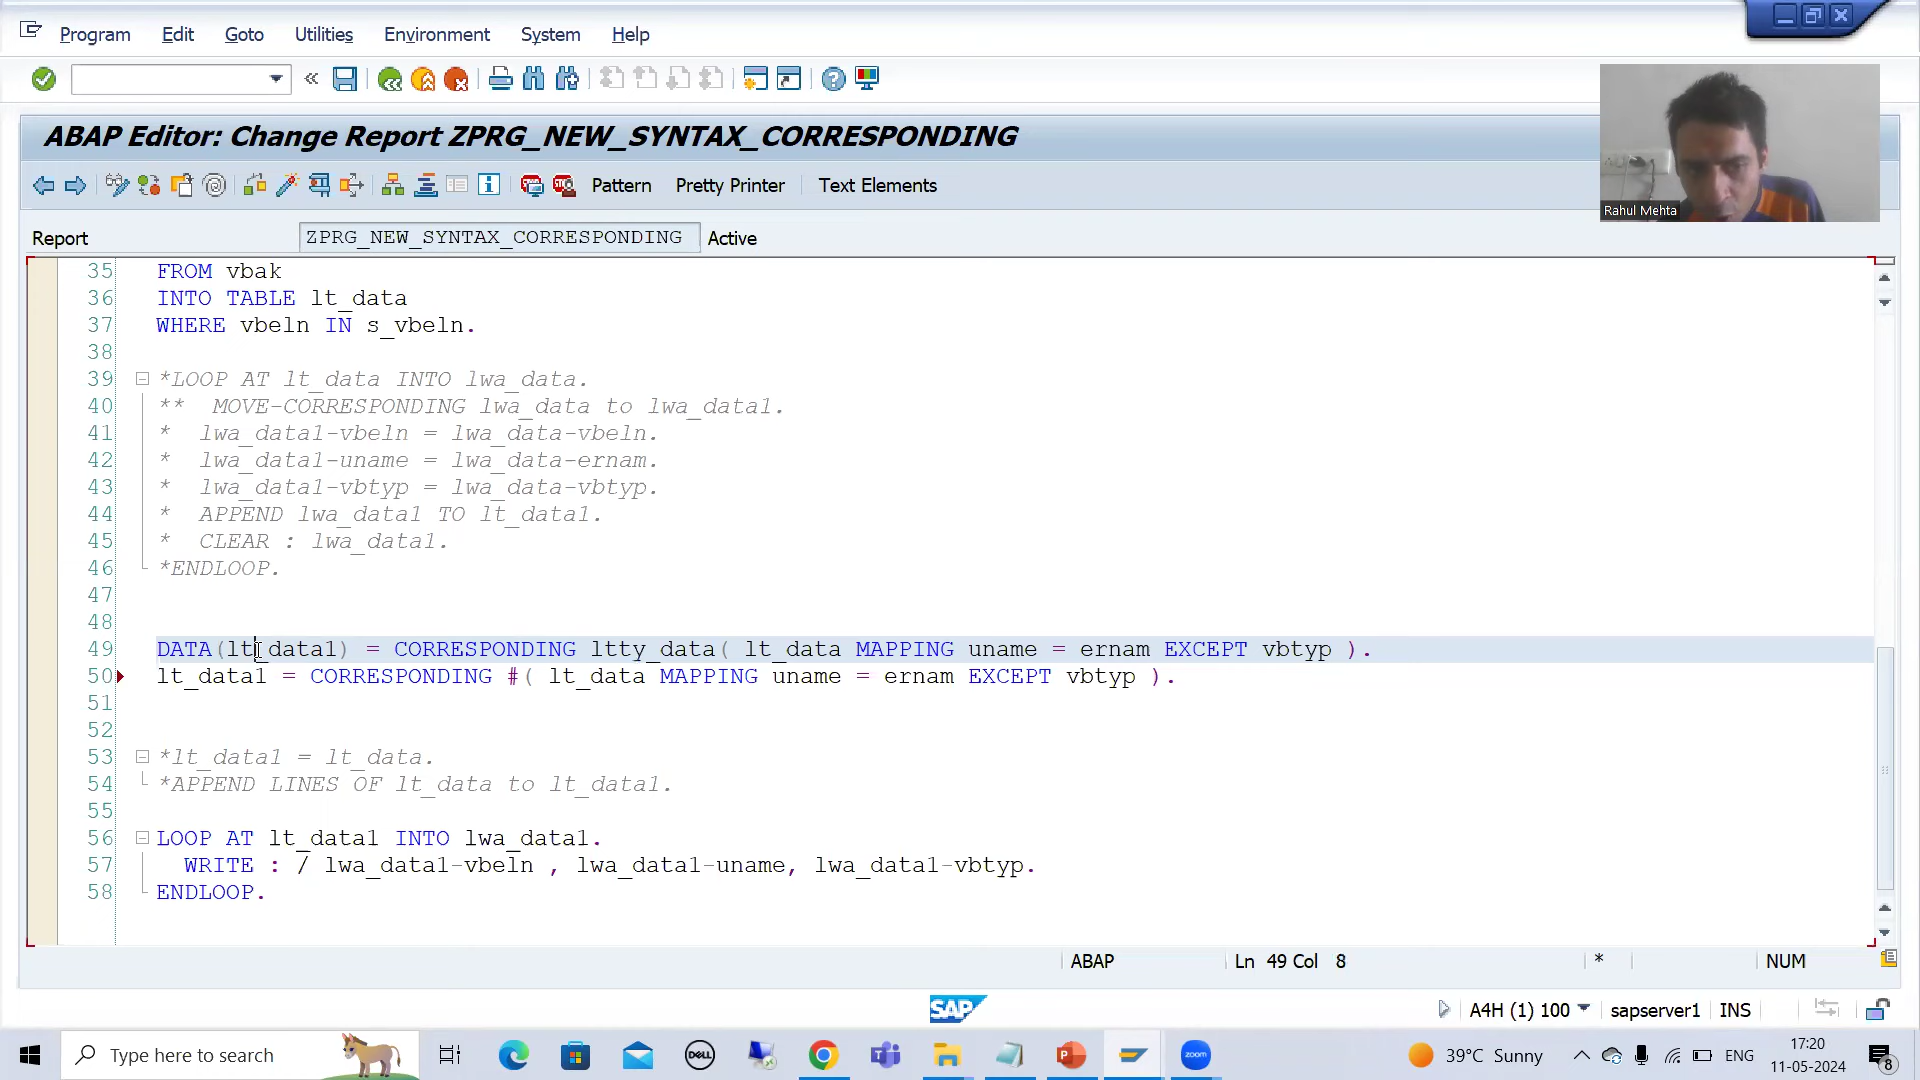 Program Edit Goto Utilities Environment System Help
ABAP Editor: Change Report ZPRG_NEW_SYNTAX_CORRESPONDING
Pattern Pretty Printer Text Elements
Report ZPRG_NEW_SYNTAX_CORRESPONDING Active
Rahul Mehta
35 FROM vbak
36 INTO TABLE lt_data
37 WHERE vbeln IN s_vbeln.
38
39 *LOOP AT lt_data INTO lwa_data.
40 ** MOVE-CORRESPONDING lwa_data to lwa_data1.
41 * lwa_data1-vbeln = lwa_data-vbeln.
42 * lwa_data1-uname = lwa_data-ernam.
43 * lwa_data1-vbtyp = lwa_data-vbtyp.
44 * APPEND lwa_data1 TO lt_data1.
45 * CLEAR : lwa_data1.
46 *ENDLOOP.
47
48
49 DATA(lt_data1) = CORRESPONDING ltty_data( lt_data MAPPING uname = ernam EXCEPT vbtyp ).
50 lt_data1 = CORRESPONDING #( lt_data MAPPING uname = ernam EXCEPT vbtyp ).
51
52
53 *lt_data1 = lt_data.
54 *APPEND LINES OF lt_data to lt_data1.
55
56 LOOP AT lt_data1 INTO lwa_data1.
57 WRITE : / lwa_data1-vbeln , lwa_data1-uname, lwa_data1-vbtyp.
58 ENDLOOP.
ABAP Ln 49 Col 8 * NUM
SAP A4H (1) 100 sapserver1 INS
Type here to search DELL zoom 39°C Sunny ENG 17:20
11-05-2024 8